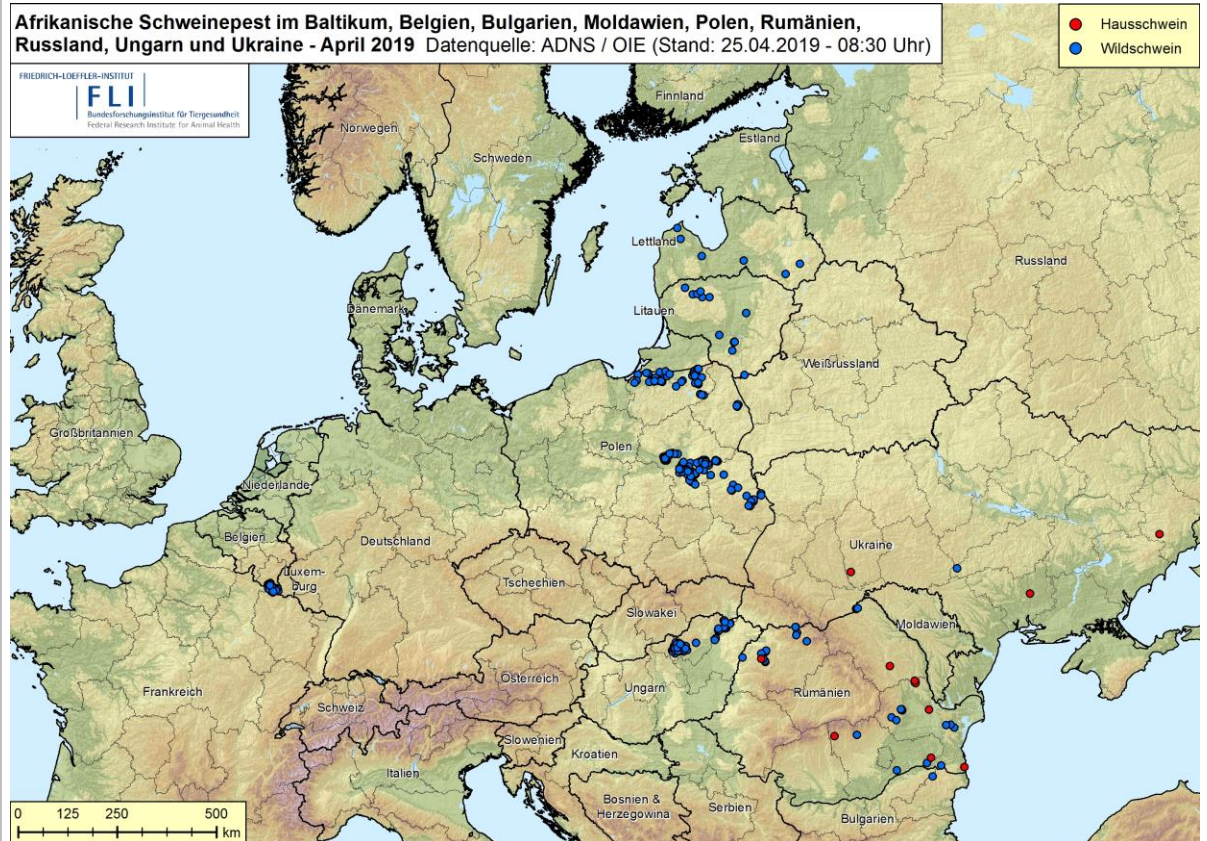 Afrikanische Schweinepest im Baltikum, Belgien, Bulgarien, Moldawien, Polen, Rumänien,
Russland, Ungarn und Ukraine - April 2019 Datenquelle: ADNS / OIE (Stand: 25.04.2019 - 08:30 Uhr)
Hausschwein
Wildschwein
FRIEDRICH-LOEFFLER-INSTITUT
FLI
Bundesforschungsinstitut für Tiergesundheit
Federal Research Institute for Animal Health
Finnland
Norwegen
Schweden
Estland
Lettland
Russland
Dänemark
Litauen
Weißrussland
Großbritannien
Polen
Niederlande
Belgien
Deutschland
Ukraine
Luxem-
burg
Tschechien
Slowakei
Moldawien
Frankreich
Österreich
Ungarn
Rumänien
Schweiz
Slowenien
Kroatien
Italien
Bosnien &
Herzegowina
Serbien
Bulgarien
0 125 250 500
km